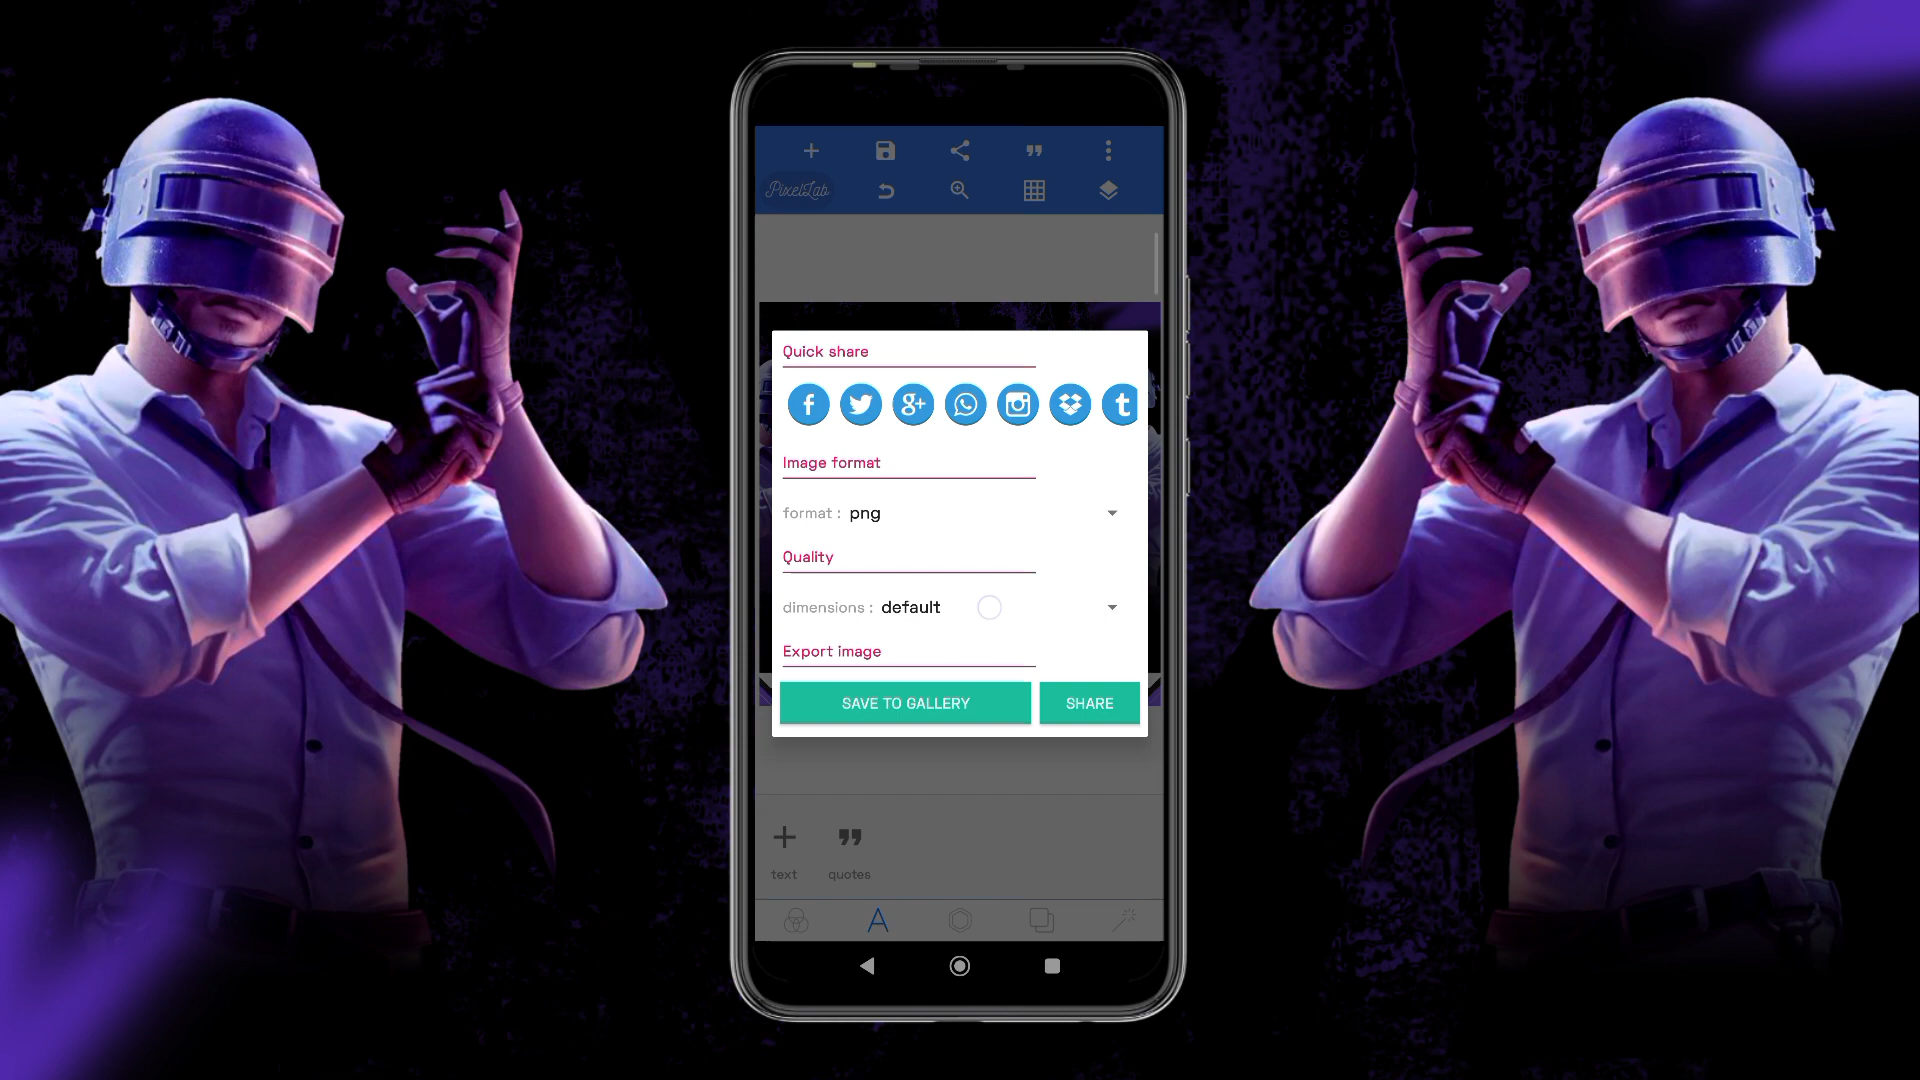 PixelLab
Quick share
Image format
format : png
Quality
dimensions : default
Export image
SAVE TO GALLERY SHARE
text quotes